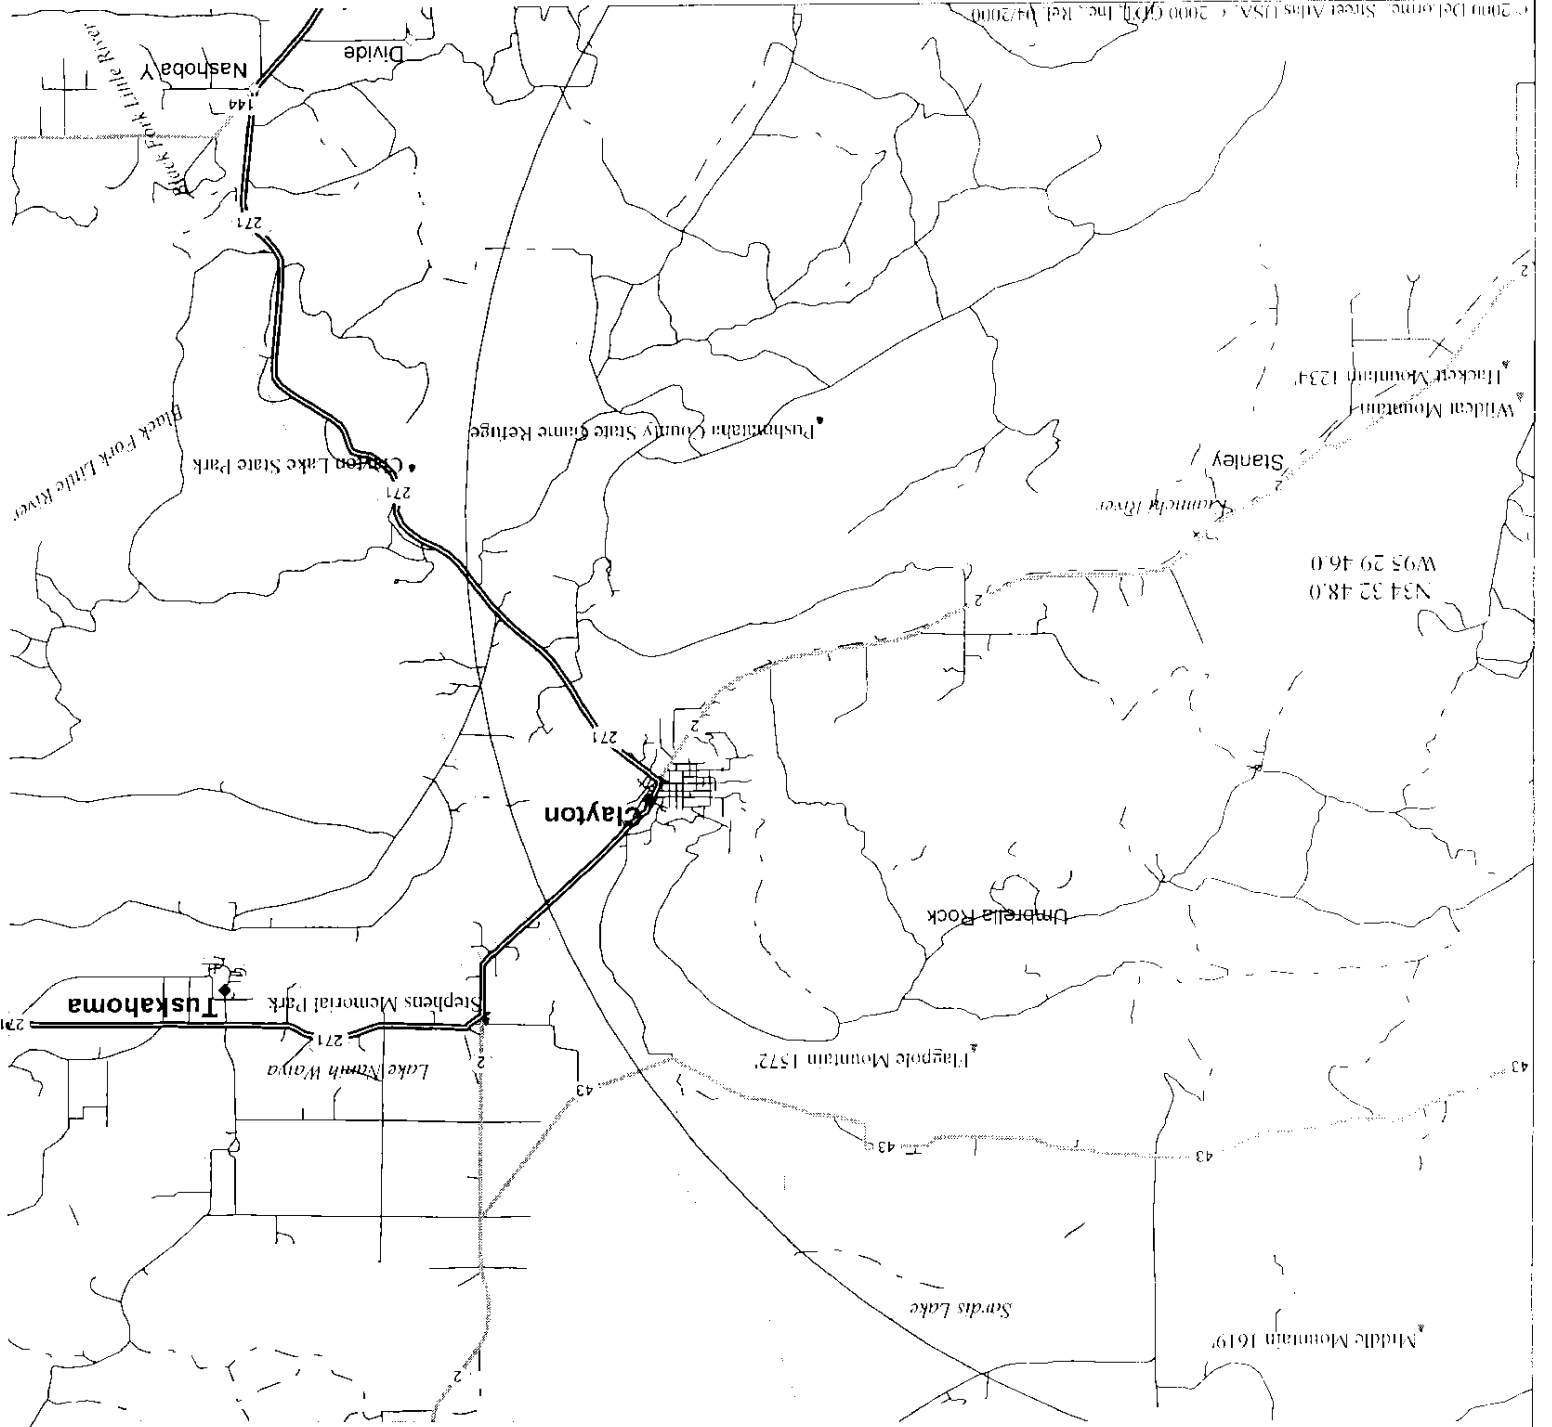 2
Middle Mountain 1619'
Sardis Lake
43
43
43
43
Lake Nanih Waiya
2
Flagpole Mountain 1572'
271
271
Stephens Memorial Park
Tuskahoma
Umbrella Rock
Clayton
271
2
2
N34 32 48.0
W95 29 46.0
Kiamichi River
271
2
Stanley
Clayton Lake State Park
Black Fork Little River
Pushmataha County State Game Refuge
Wildcat Mountain
Hackett Mountain 1234'
2
271
Black Fork Little River
144
Nashoba Y
Divide
© 2000 DeLorme. Street Atlas USA. © 2000 GDT, Inc., Rel. 04/2000